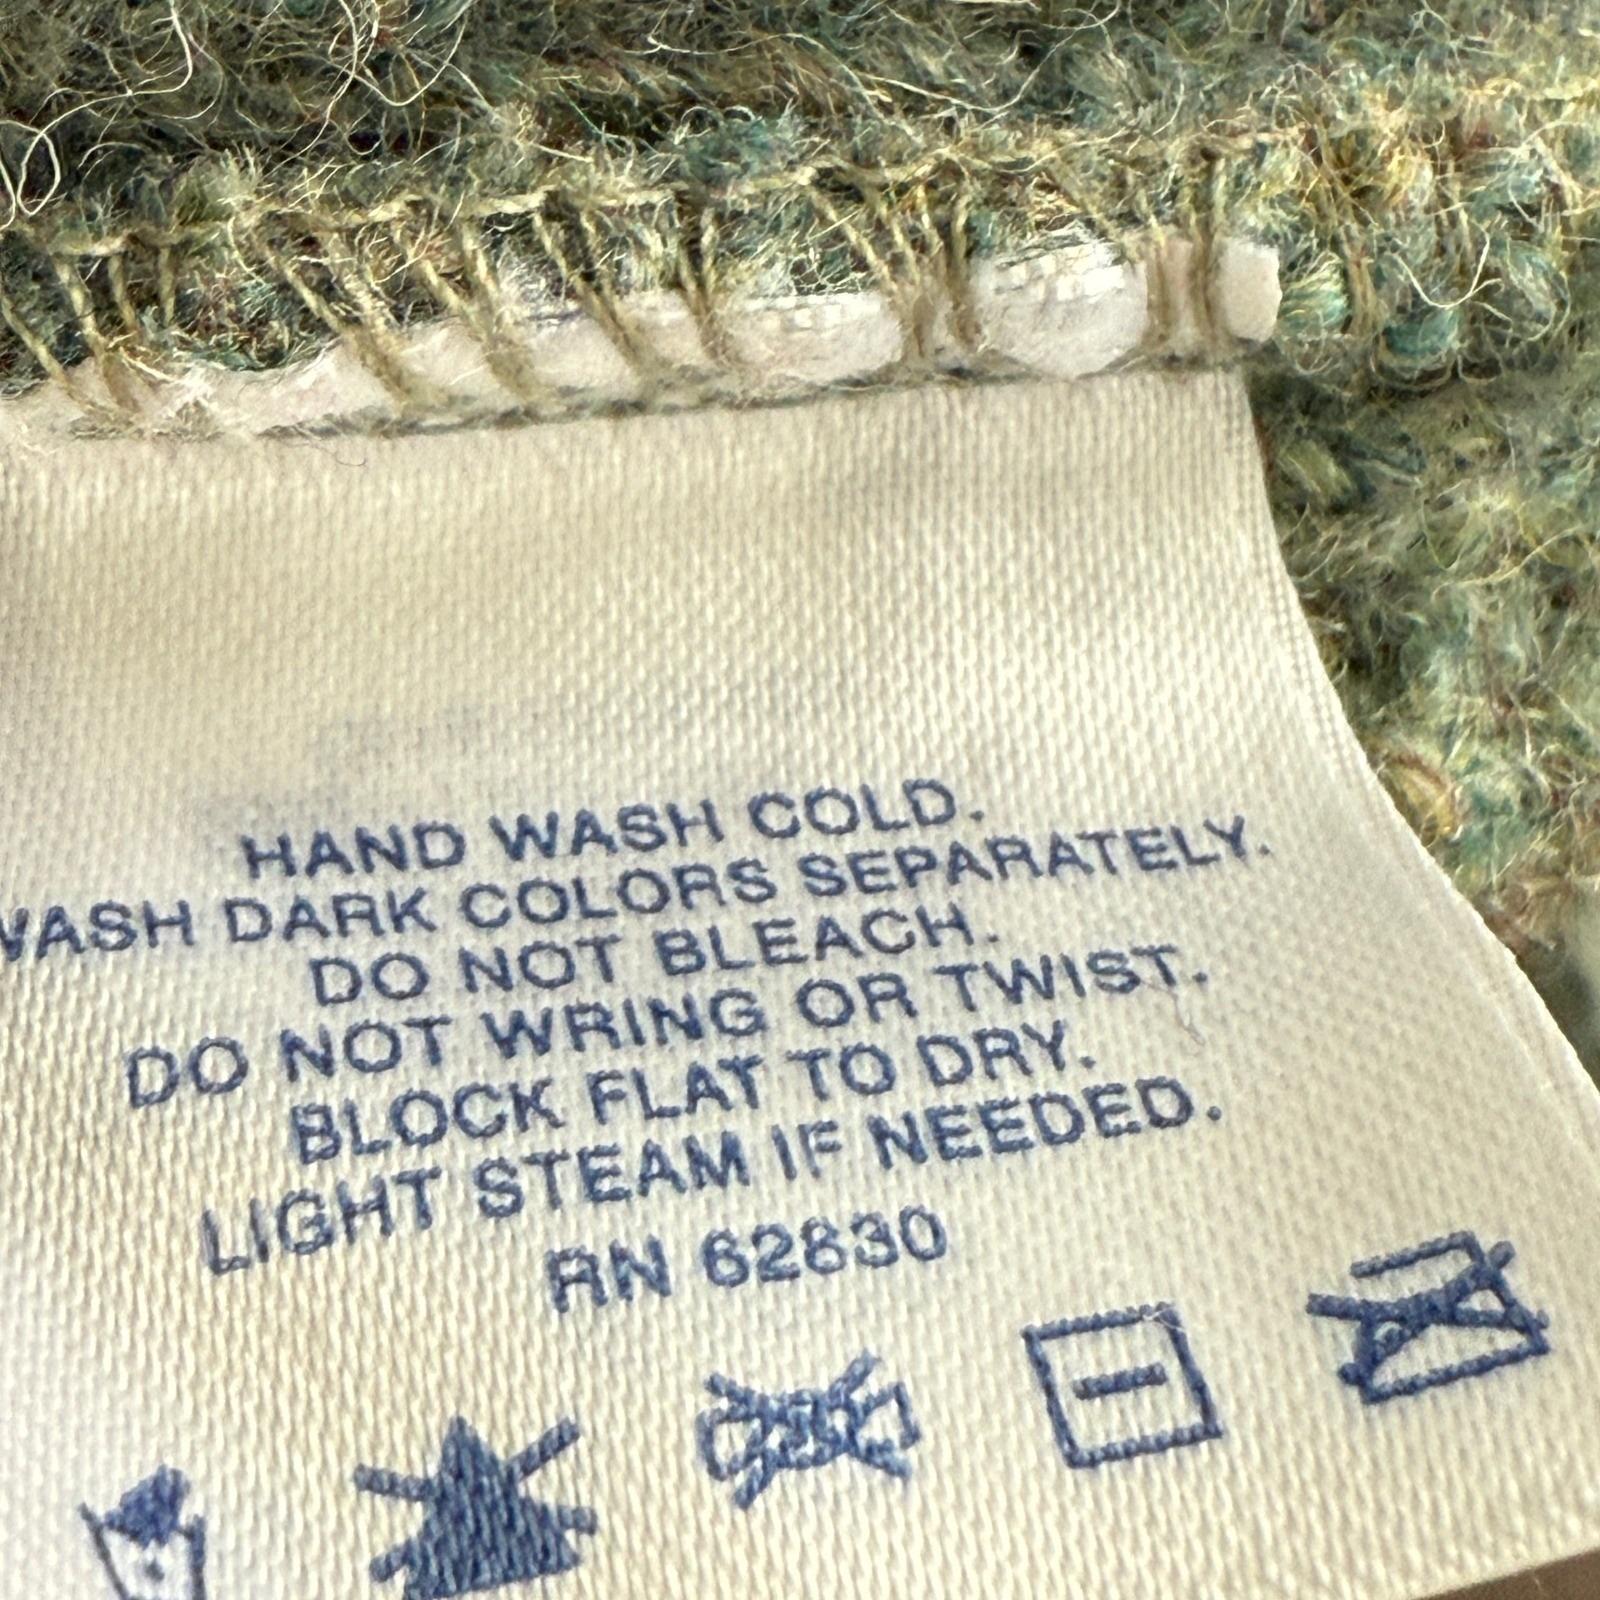 HAND WASH COLD.
WASH DARK COLORS SEPARATELY.
DO NOT BLEACH.
DO NOT WRING OR TWIST.
BLOCK FLAT TO DRY.
LIGHT STEAM IF NEEDED.
RN 62830